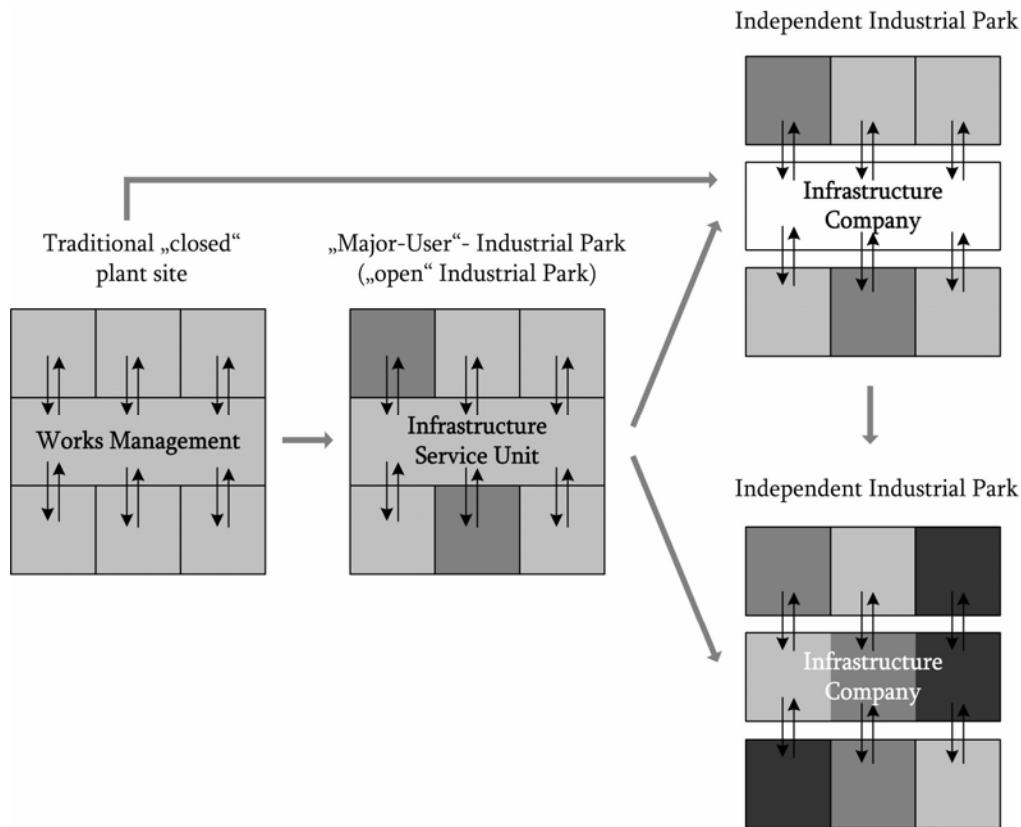 Independent Industrial Park
Infrastructure
Company
Traditional „closed“
plant site
„Major-User“- Industrial Park
(„open“ Industrial Park)
Works Management
Infrastructure
Service Unit
Independent Industrial Park
Infrastructure
Company